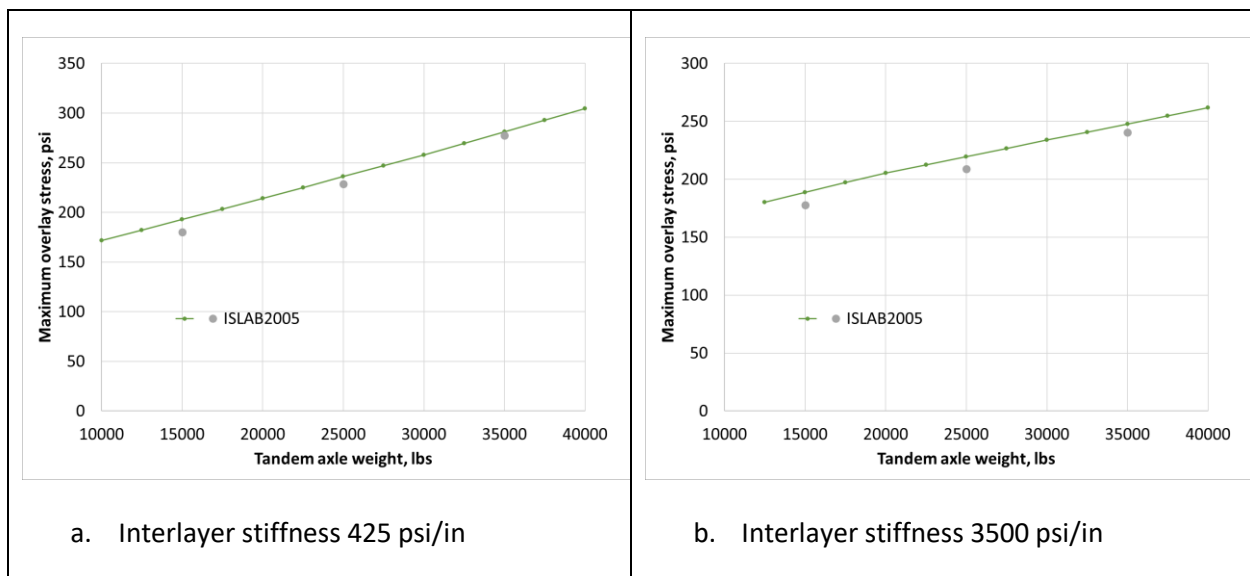 350
300
250
200
150
100
50
0
Maximum overlay stress, psi
ISLAB2005
10000 15000 20000 25000 30000 35000 40000
Tandem axle weight, lbs
a. Interlayer stiffness 425 psi/in
300
250
200
150
100
50
0
Maximum overlay stress, psi
ISLAB2005
10000 15000 20000 25000 30000 35000 40000
Tandem axle weight, lbs
b. Interlayer stiffness 3500 psi/in